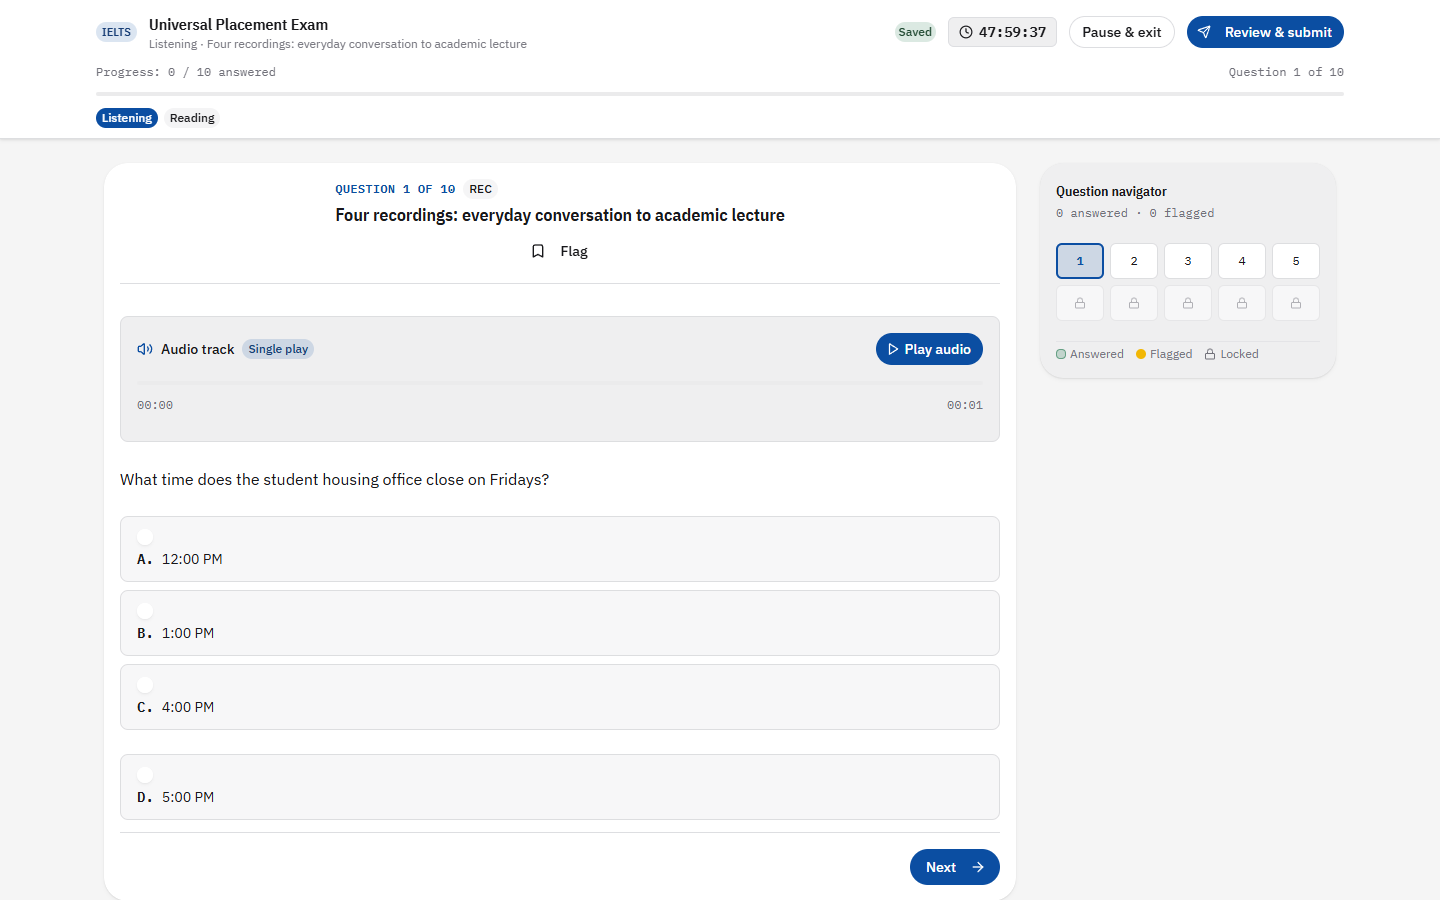 IELTS
Universal Placement Exam
Listening · Four recordings: everyday conversation to academic lecture
Saved
47:59:37
Pause & exit
Review & submit
Progress: 0 / 10 answered
Question 1 of 10
Listening
Reading
QUESTION 1 OF 10
REC
Four recordings: everyday conversation to academic lecture
Flag
Audio track
Single play
Play audio
00:00
00:01
What time does the student housing office close on Fridays?
A. 12:00 PM
B. 1:00 PM
C. 4:00 PM
D. 5:00 PM
Next
Question navigator
0 answered · 0 flagged
1 2 3 4 5
Answered
Flagged
Locked